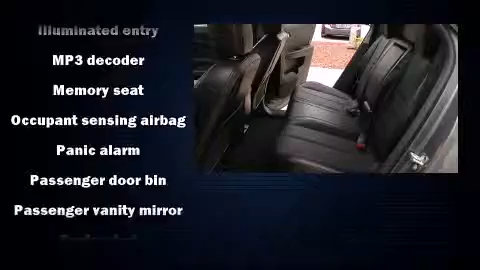 Illuminated entry
MP3 decoder
Memory seat
Occupant sensing airbag
Panic alarm
Passenger door bin
Passenger vanity mirror